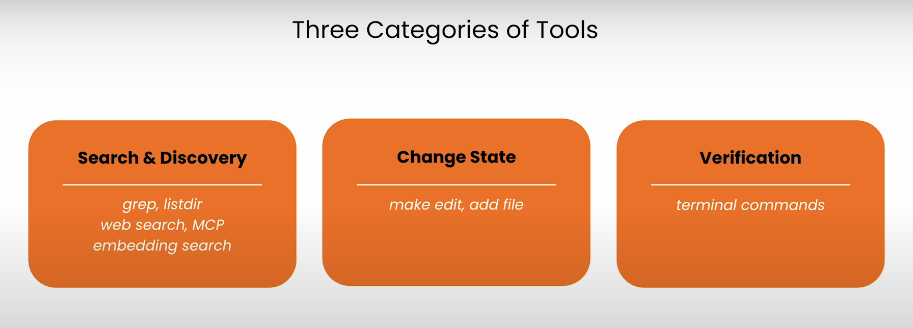 Three Categories of Tools
Search & Discovery
grep, listdir
web search, MCP
embedding search
Change State
make edit, add file
Verification
terminal commands